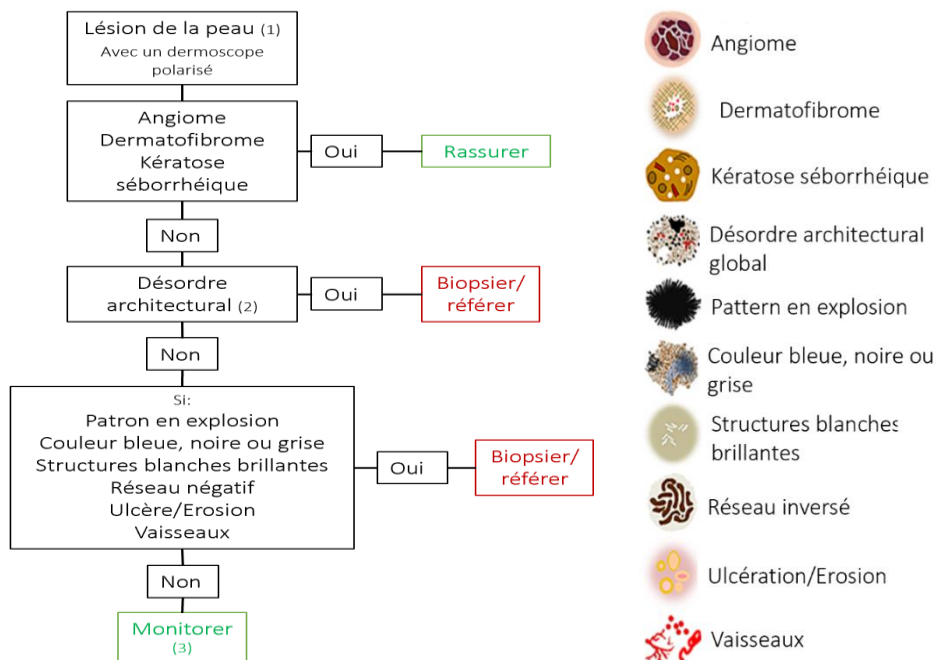 Lésion de la peau (1)
Avec un dermoscope
polarisé
Angiome
Dermatofibrome
Kératose
séborrhéique
Oui
Rassurer
Non
Désordre
architectural (2)
Oui
Biopsier/
référer
Non
Si:
Patron en explosion
Couleur bleue, noire ou grise
Structures blanches brillantes
Réseau négatif
Ulcère/Erosion
Vaisseaux
Oui
Biopsier/
référer
Non
Monitorer
(3)
Angiome
Dermatofibrome
Kératose séborrhéique
Désordre architectural
global
Pattern en explosion
Couleur bleue, noire ou
grise
Structures blanches
brillantes
Réseau inversé
Ulcération/Erosion
Vaisseaux